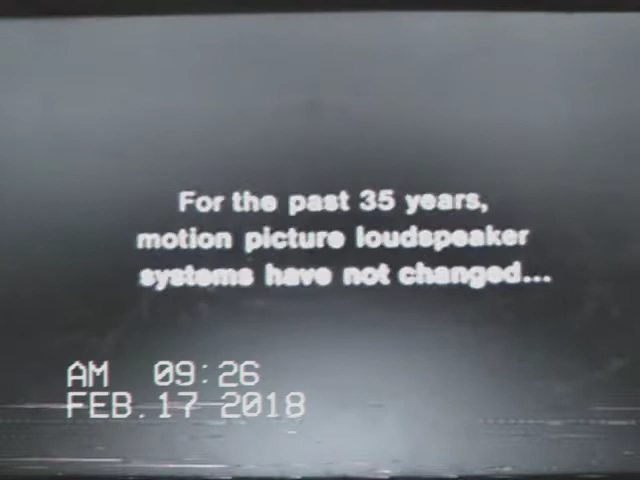 For the past 35 years,
motion picture loudspeaker
systems have not changed...
AM 09:26
FEB. 17 2018